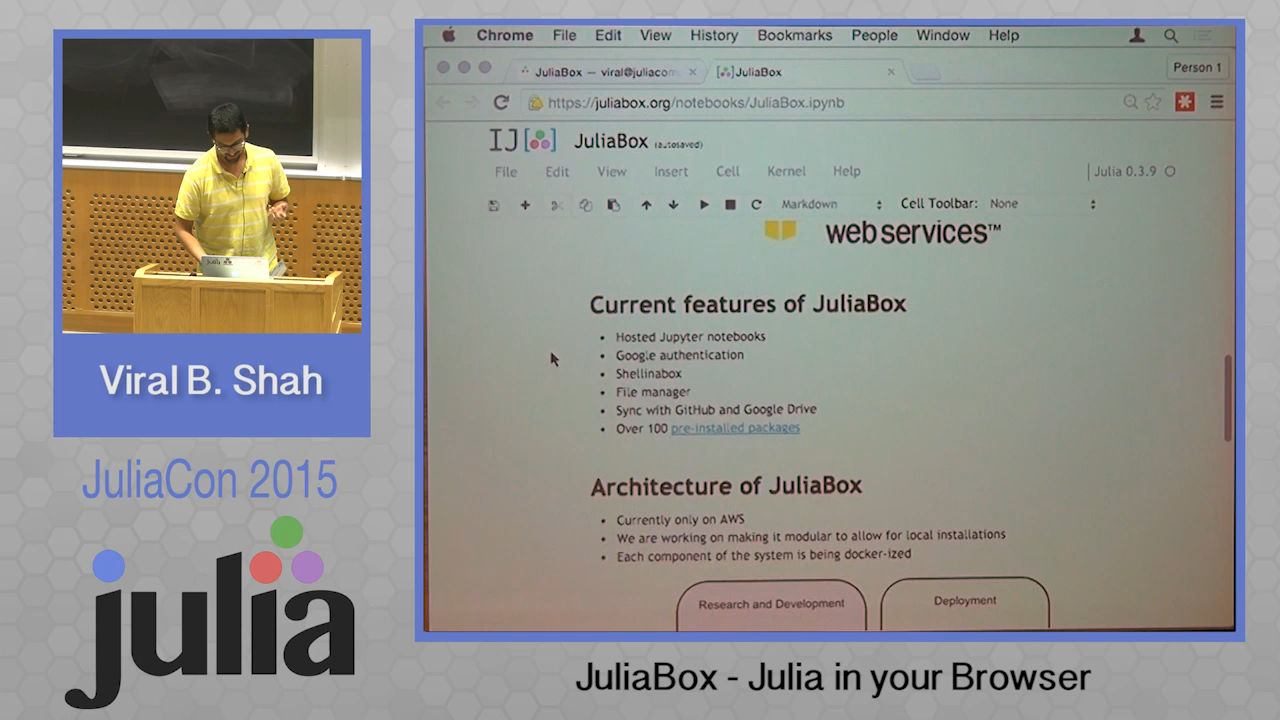 Viral B. Shah
JuliaCon 2015
julia
Chrome File Edit View History Bookmarks People Window Help
JuliaBox — viral@juliacom
JuliaBox
Person 1
https://juliabox.org/notebooks/JuliaBox.ipynb
IJ[ ] JuliaBox (autosaved)
File Edit View Insert Cell Kernel Help
Julia 0.3.9
Markdown
Cell Toolbar: None
webservices™
Current features of JuliaBox
• Hosted Jupyter notebooks
• Google authentication
• Shellinabox
• File manager
• Sync with GitHub and Google Drive
• Over 100 pre-installed packages
Architecture of JuliaBox
• Currently only on AWS
• We are working on making it modular to allow for local installations
• Each component of the system is being docker-ized
Research and Development
Deployment
JuliaBox - Julia in your Browser